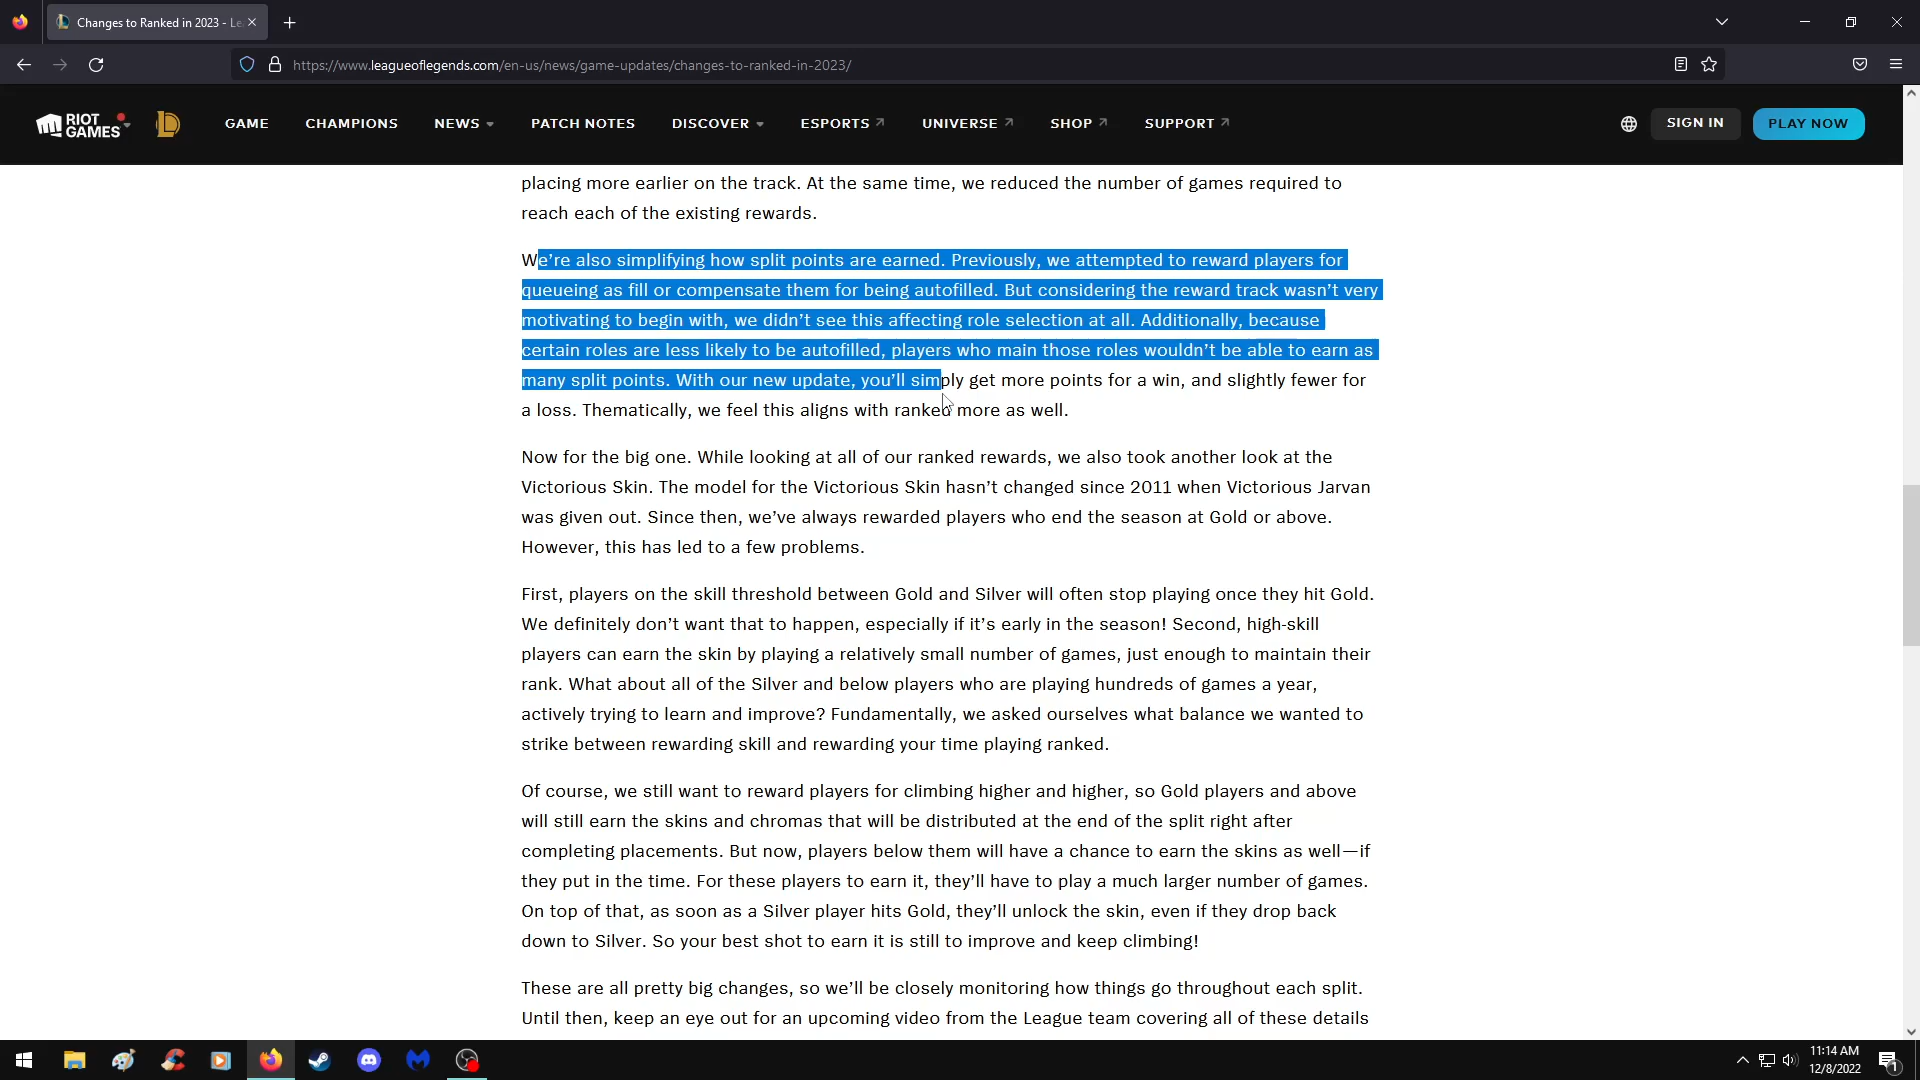 Changes to Ranked in 2023 - Le
https://www.leagueoflegends.com/en-us/news/game-updates/changes-to-ranked-in-2023/
RIOT GAMES
GAME
CHAMPIONS
NEWS
PATCH NOTES
DISCOVER
ESPORTS
UNIVERSE
SHOP
SUPPORT
SIGN IN
PLAY NOW
placing more earlier on the track. At the same time, we reduced the number of games required to
reach each of the existing rewards.
We’re also simplifying how split points are earned. Previously, we attempted to reward players for
queueing as fill or compensate them for being autofilled. But considering the reward track wasn’t very
motivating to begin with, we didn’t see this affecting role selection at all. Additionally, because
certain roles are less likely to be autofilled, players who main those roles wouldn’t be able to earn as
many split points. With our new update, you’ll simply get more points for a win, and slightly fewer for
a loss. Thematically, we feel this aligns with ranked more as well.
Now for the big one. While looking at all of our ranked rewards, we also took another look at the
Victorious Skin. The model for the Victorious Skin hasn’t changed since 2011 when Victorious Jarvan
was given out. Since then, we’ve always rewarded players who end the season at Gold or above.
However, this has led to a few problems.
First, players on the skill threshold between Gold and Silver will often stop playing once they hit Gold.
We definitely don’t want that to happen, especially if it’s early in the season! Second, high-skill
players can earn the skin by playing a relatively small number of games, just enough to maintain their
rank. What about all of the Silver and below players who are playing hundreds of games a year,
actively trying to learn and improve? Fundamentally, we asked ourselves what balance we wanted to
strike between rewarding skill and rewarding your time playing ranked.
Of course, we still want to reward players for climbing higher and higher, so Gold players and above
will still earn the skins and chromas that will be distributed at the end of the split right after
completing placements. But now, players below them will have a chance to earn the skins as well—if
they put in the time. For these players to earn it, they’ll have to play a much larger number of games.
On top of that, as soon as a Silver player hits Gold, they’ll unlock the skin, even if they drop back
down to Silver. So your best shot to earn it is still to improve and keep climbing!
These are all pretty big changes, so we’ll be closely monitoring how things go throughout each split.
Until then, keep an eye out for an upcoming video from the League team covering all of these details
11:14 AM
12/8/2022
1